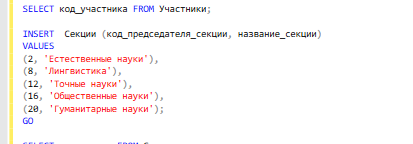 SELECT код_участника FROM Участники;
INSERT Секции (код_председателя_секции, название_секции)
VALUES
(2, 'Естественные науки'),
(8, 'Лингвистика'),
(12, 'Точные науки'),
(16, 'Общественные науки'),
(20, 'Гуманитарные науки');
GO